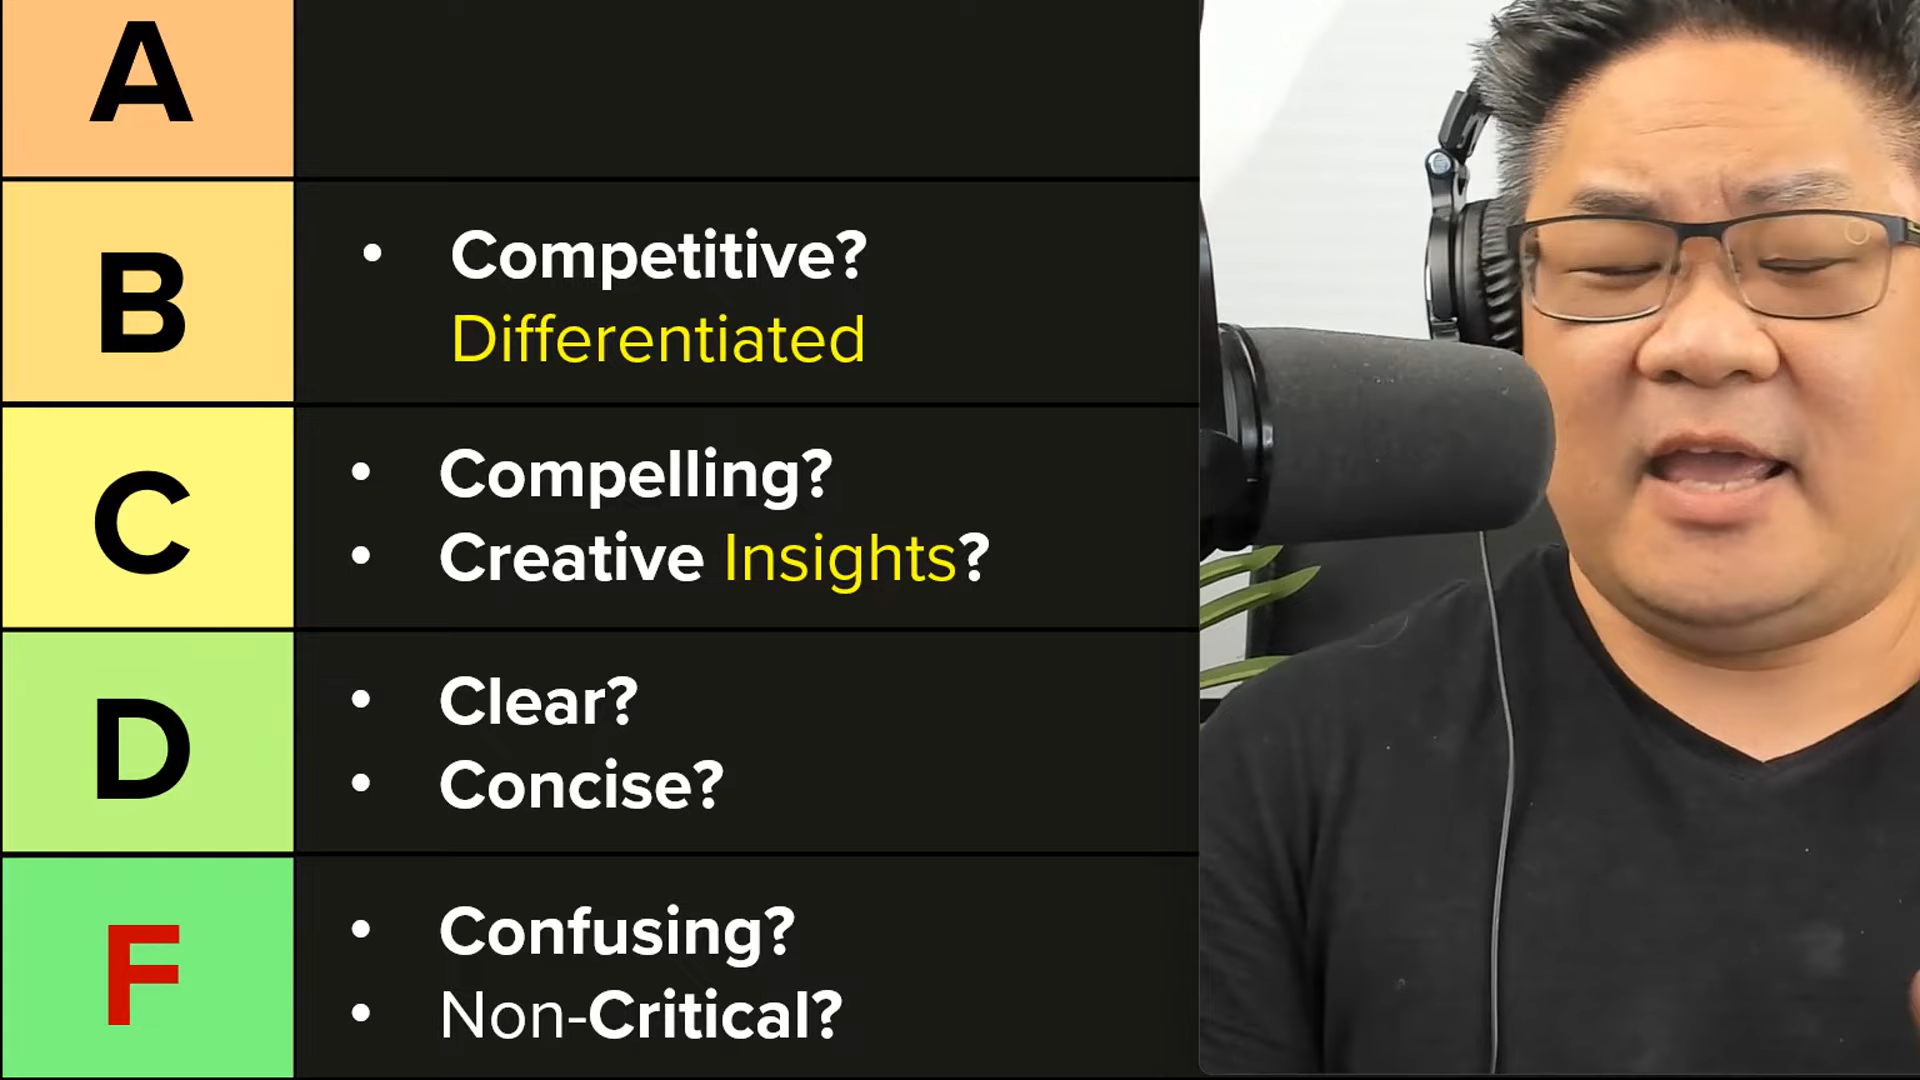 A
B
• Competitive?
Differentiated
C
• Compelling?
• Creative Insights?
D
• Clear?
• Concise?
F
• Confusing?
• Non-Critical?